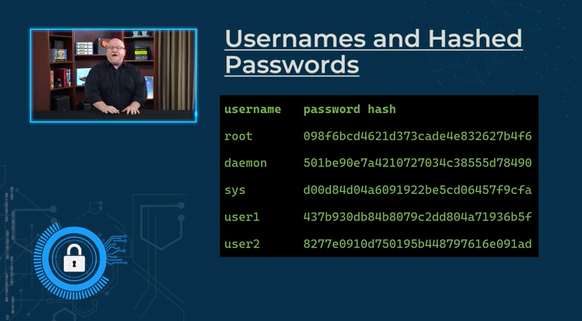 Usernames and Hashed
Passwords
username password hash
root 098f6bcd4621d373cade4e832627b4f6
daemon 501be90e7a4210727034c38555d78490
sys d00d84d04a6091922be5cd06457f9cfa
user1 437b930db84b8079c2dd804a71936b5f
user2 8277e0910d750195b448797616e091ad